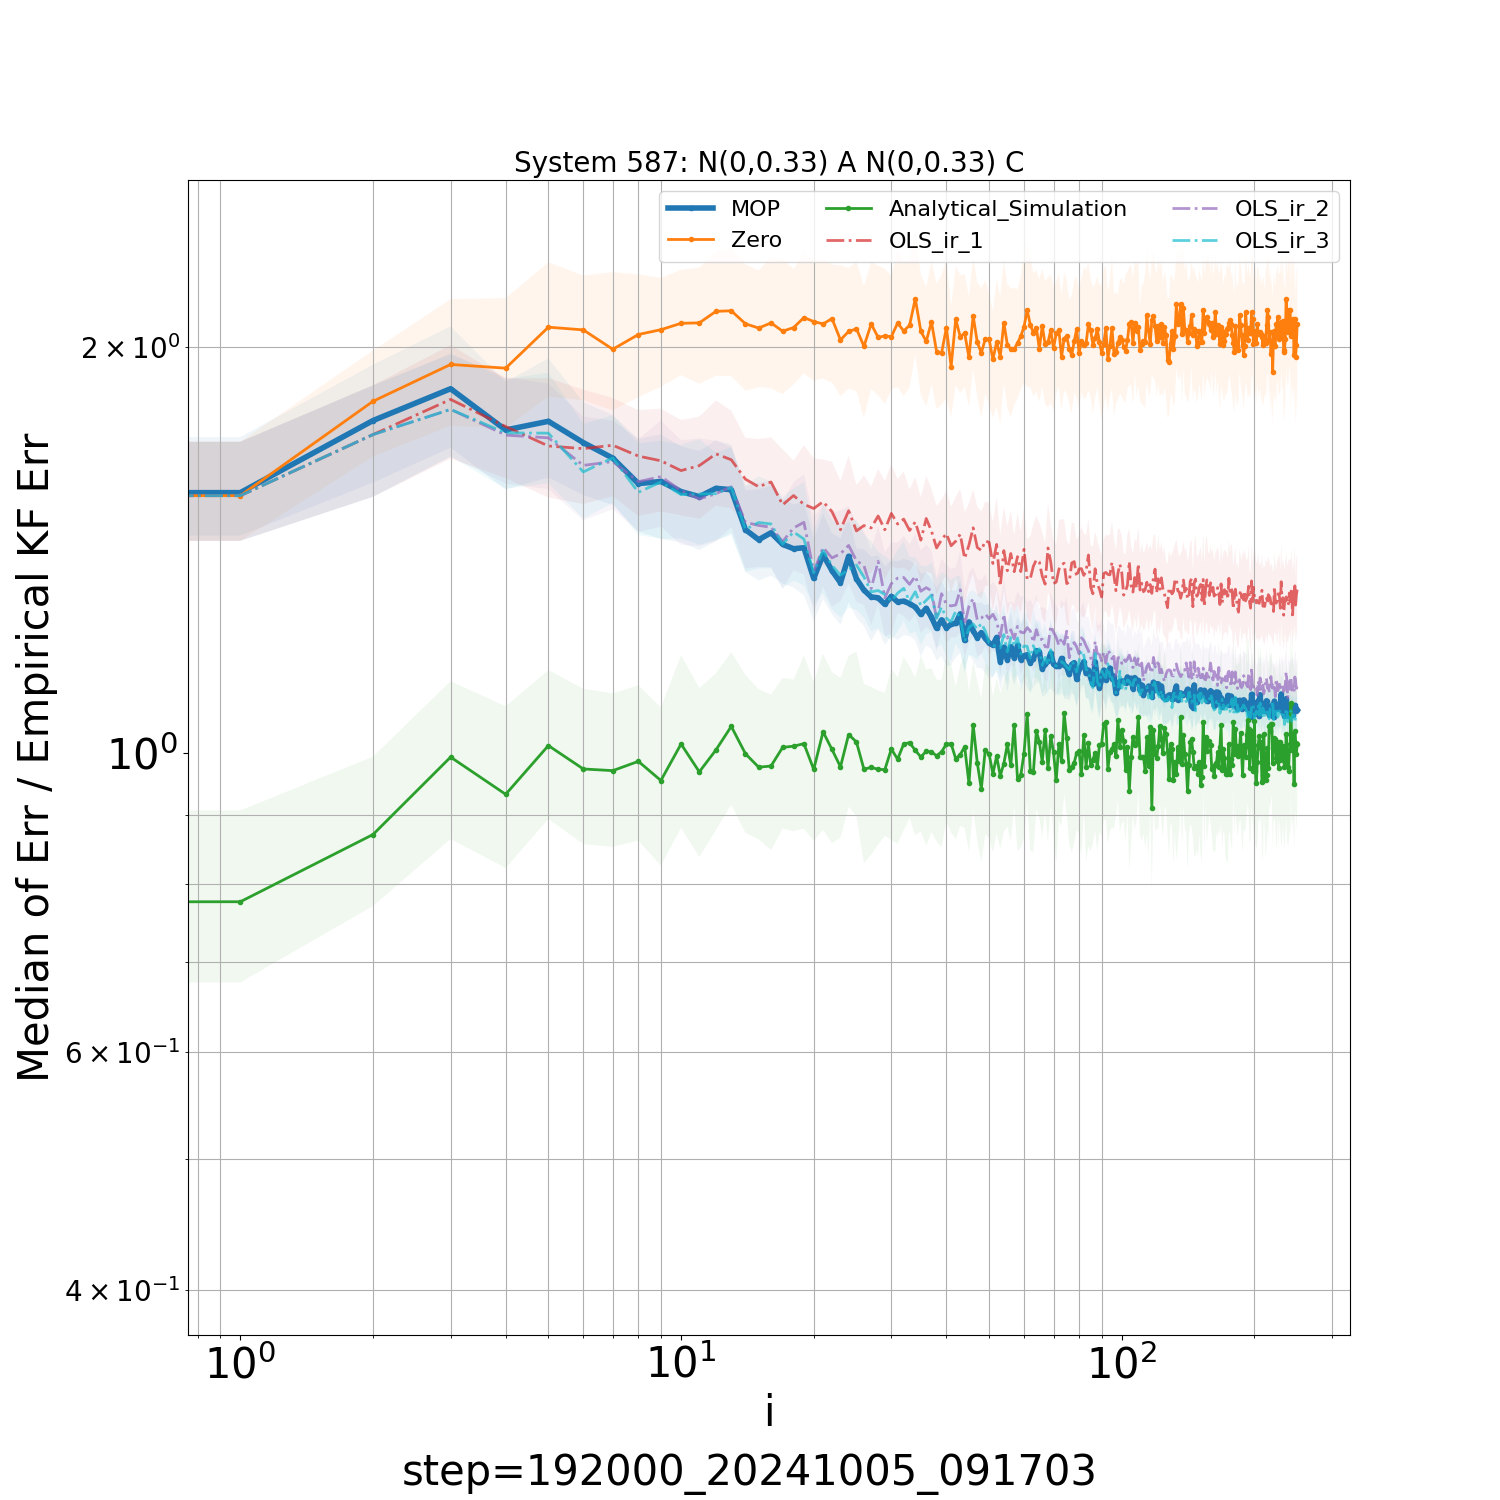 System 587: N(0,0.33) A N(0,0.33) C
MOP
Zero
Analytical_Simulation
OLS_ir_1
OLS_ir_2
OLS_ir_3
Median of Err / Empirical KF Err
2 × 10⁰
10⁰
6 × 10⁻¹
4 × 10⁻¹
10⁰ 10¹ 10²
i
step=192000_20241005_091703